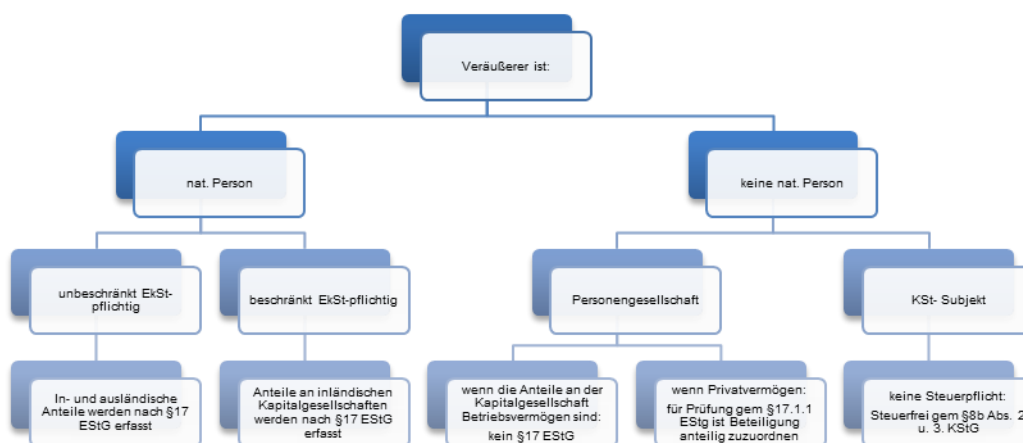 Veräußerer ist:
nat. Person
keine nat. Person
unbeschränkt EkSt-
pflichtig
beschränkt EkSt-pflichtig
Personengesellschaft
KSt- Subjekt
In- und ausländische
Anteile werden nach §17
EStG erfasst
Anteile an inländischen
Kapitalgesellschaften
werden nach §17 EStG
erfasst
wenn die Anteile an der
Kapitalgesellschaft
Betriebsvermögen sind:
kein §17 EStG
wenn Privatvermögen:
für Prüfung gem §17.1.1
EStg ist Beteiligung
anteilig zuzuordnen
keine Steuerpflicht:
Steuerfrei gem §8b Abs. 2
u. 3. KStG